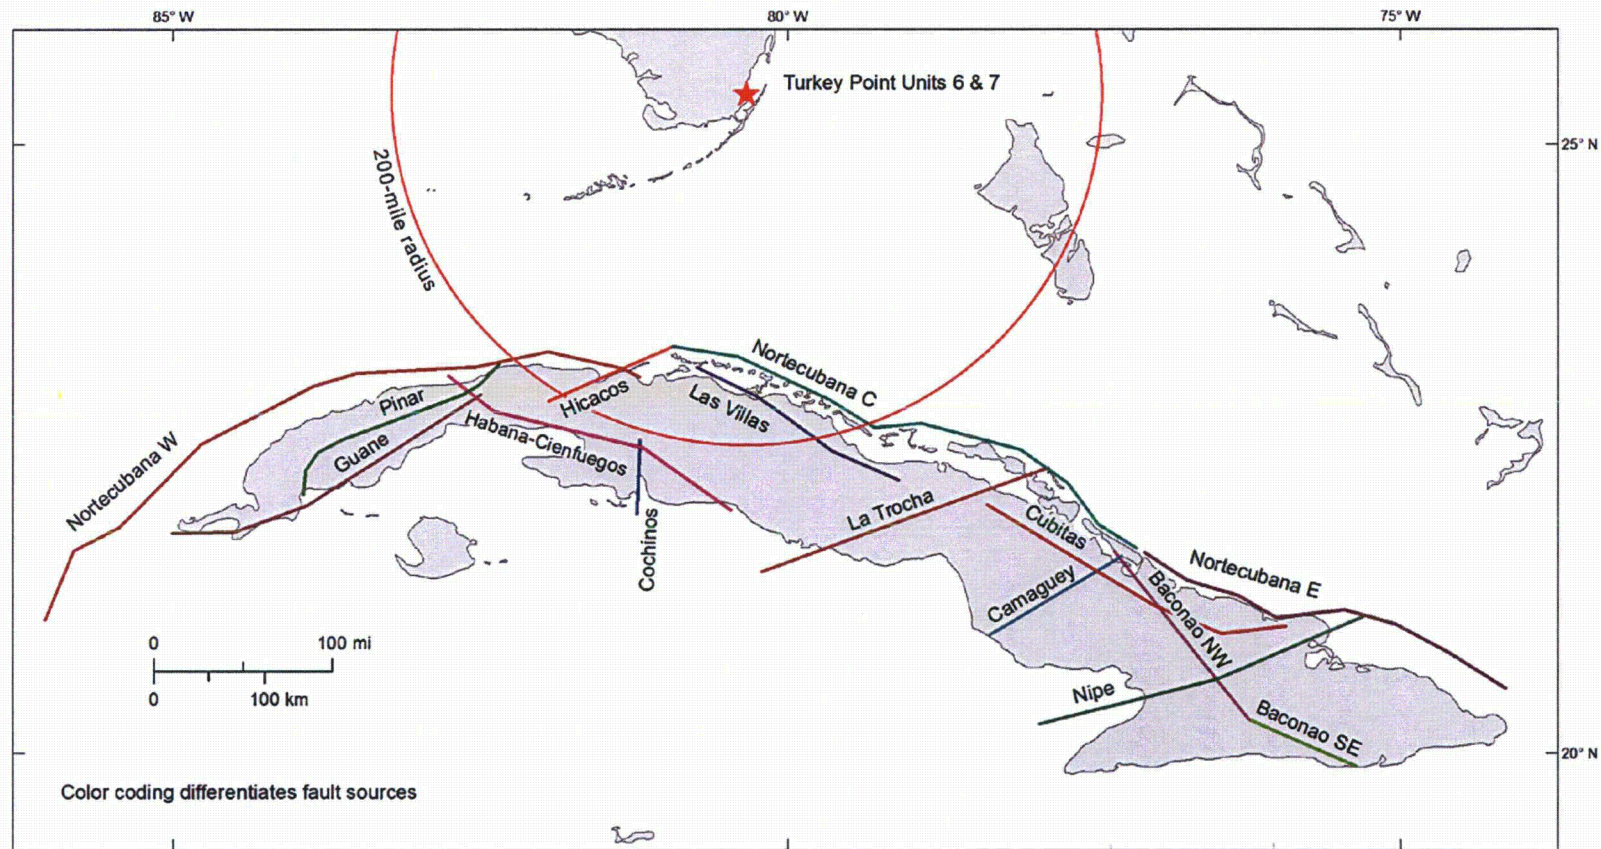 85° W
80° W
75° W
Turkey Point Units 6 & 7
25° N
200-mile radius
Nortecubana C
Hicacos
Las Villas
Pinar
Guane
Habana-Cienfuegos
Nortecubana W
La Trocha
Cubitas
Cochinos
Nortecubana E
Camaguey
Baconao NW
0 100 mi
0 100 km
Nipe
Baconao SE
20° N
Color coding differentiates fault sources